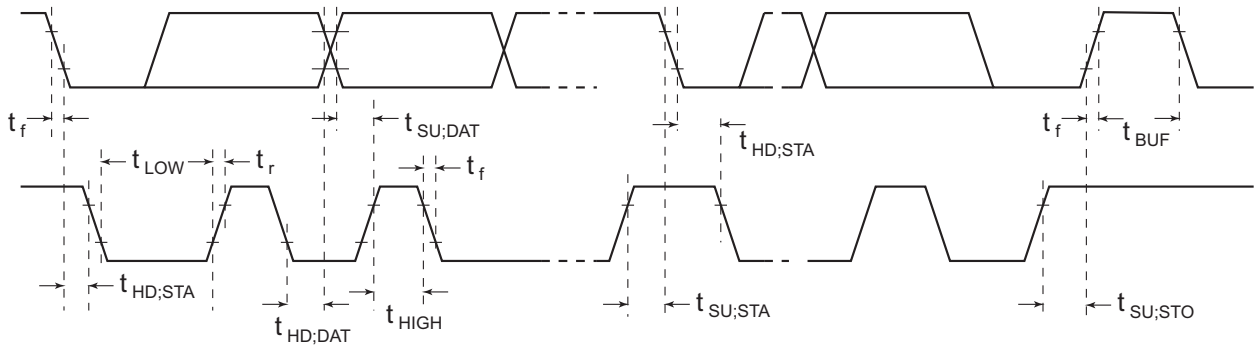 t f
t SU;DAT
t HD;STA
t f
t BUF
t LOW
t r
t f
t HD;STA
t HD;DAT
t HIGH
t SU;STA
t SU;STO